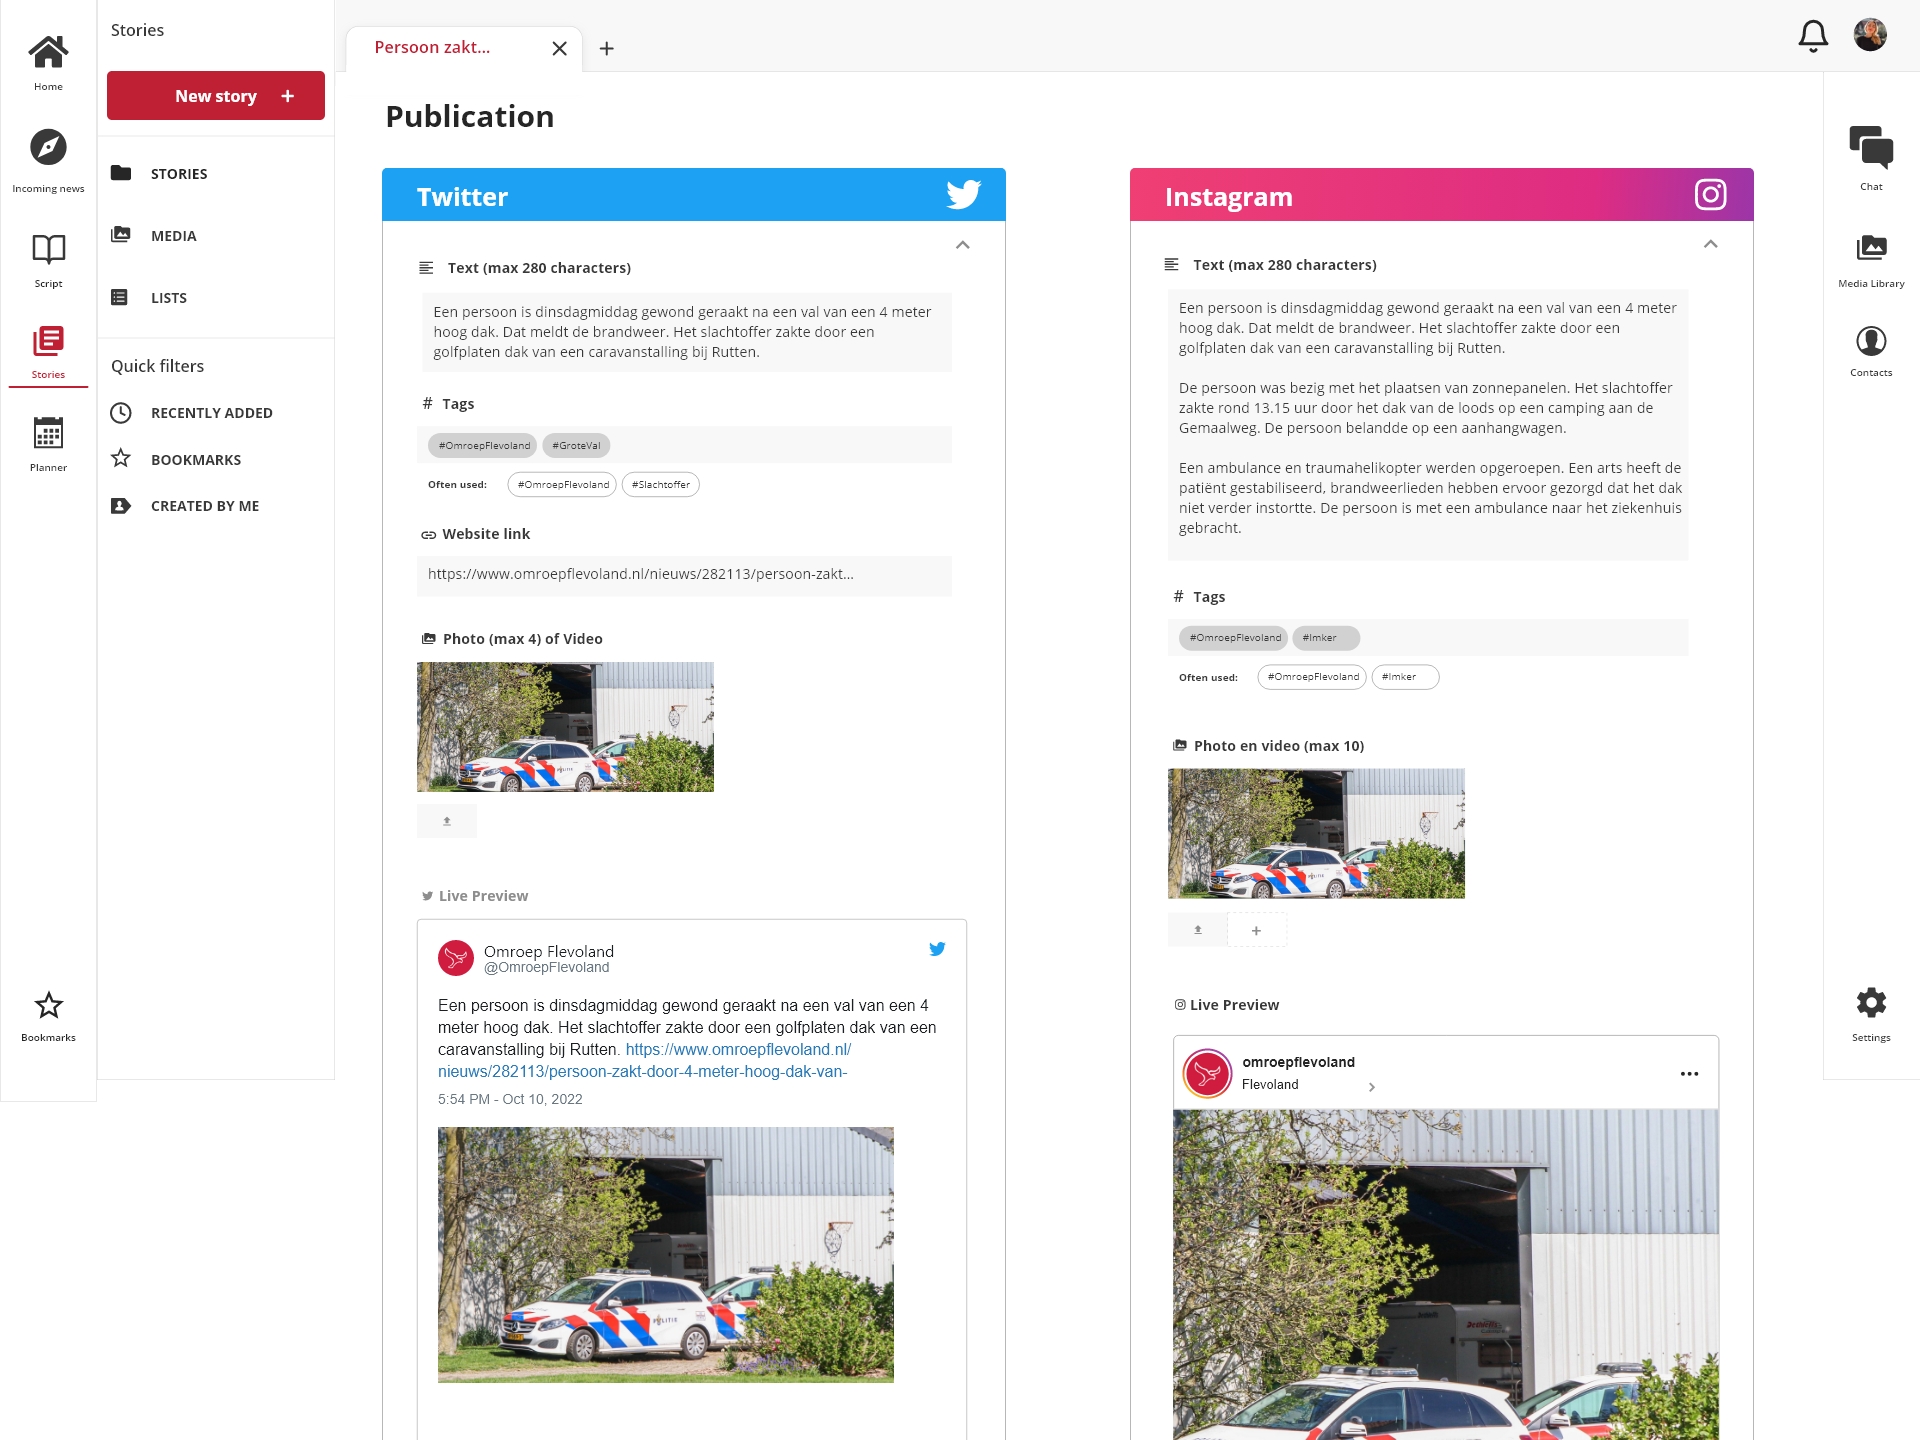 Home
Incoming news
Script
Stories
Planner
Bookmarks
Stories
New story +
STORIES
MEDIA
LISTS
Quick filters
RECENTLY ADDED
BOOKMARKS
CREATED BY ME
Persoon zakt...
Publication
Twitter
Text (max 280 characters)
Een persoon is dinsdagmiddag gewond geraakt na een val van een 4 meter
hoog dak. Dat meldt de brandweer. Het slachtoffer zakte door een
golfplaten dak van een caravanstalling bij Rutten.
# Tags
#OmroepFlevoland #GroteVal
Often used: #OmroepFlevoland #Slachtoffer
Website link
https://www.omroepflevoland.nl/nieuws/282113/persoon-zakt...
Photo (max 4) of Video
Live Preview
Omroep Flevoland
@OmroepFlevoland
Een persoon is dinsdagmiddag gewond geraakt na een val van een 4
meter hoog dak. Het slachtoffer zakte door een golfplaten dak van een
caravanstalling bij Rutten. https://www.omroepflevoland.nl/
nieuws/282113/persoon-zakt-door-4-meter-hoog-dak-van-
5:54 PM - Oct 10, 2022
POLITIE
Instagram
Text (max 280 characters)
Een persoon is dinsdagmiddag gewond geraakt na een val van een 4 meter
hoog dak. Dat meldt de brandweer. Het slachtoffer zakte door een
golfplaten dak van een caravanstalling bij Rutten.
De persoon was bezig met het plaatsen van zonnepanelen. Het slachtoffer
zakte rond 13.15 uur door het dak van de loods op een camping aan de
Gemaalweg. De persoon belandde op een aanhangwagen.
Een ambulance en traumahelikopter werden opgeroepen. Een arts heeft de
patiënt gestabiliseerd, brandweerlieden hebben ervoor gezorgd dat het dak
niet verder instortte. De persoon is met een ambulance naar het ziekenhuis
gebracht.
# Tags
#OmroepFlevoland #Imker
Often used: #OmroepFlevoland #Imker
Photo en video (max 10)
+
Live Preview
omroepflevoland
Flevoland
Dethleffs
Chat
Media Library
Contacts
Settings